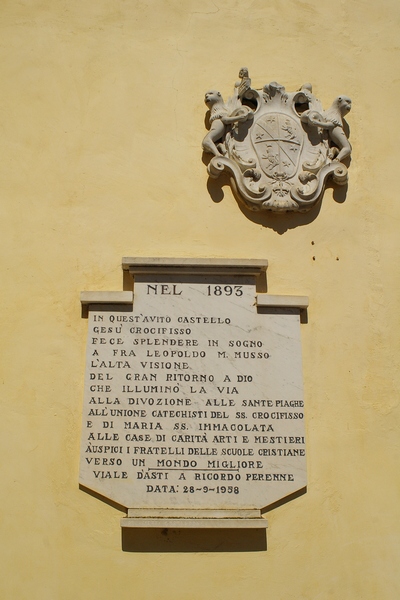 NEL 1893
IN QUEST'AVITO CASTELLO
GESU' CROCIFISSO
FECE SPLENDERE IN SOGNO
A FRA LEOPOLDO M. MUSSO
L'ALTA VISIONE
DEL GRAN RITORNO A DIO
CHE ILLUMINÒ LA VIA
ALLA DIVOZIONE ALLE SANTE PIAGHE
ALL'UNIONE CATECHISTI DEL SS. CROCIFISSO
E DI MARIA SS. IMMACOLATA
ALLE CASE DI CARITÀ ARTI E MESTIERI
AUSPICI I FRATELLI DELLE SCUOLE CRISTIANE
VERSO UN MONDO MIGLIORE
VIALE D'ASTI A RICORDO PERENNE
DATA: 28-9-1958